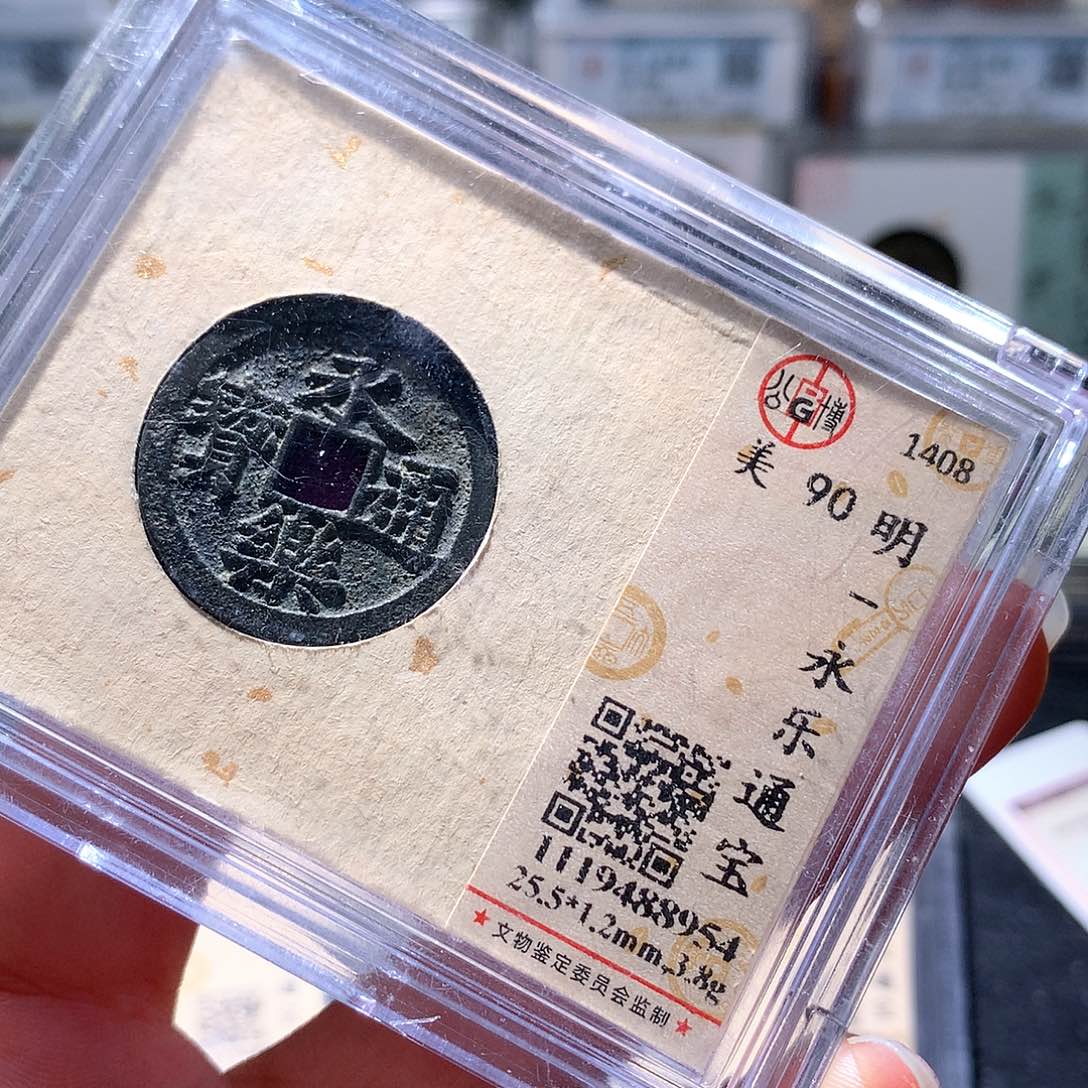 永樂通寶
公博
G
1408
美 90
明-永乐通宝
1119488954
25.5*1.2mm,3.8g
★文物鉴定委员会监制★